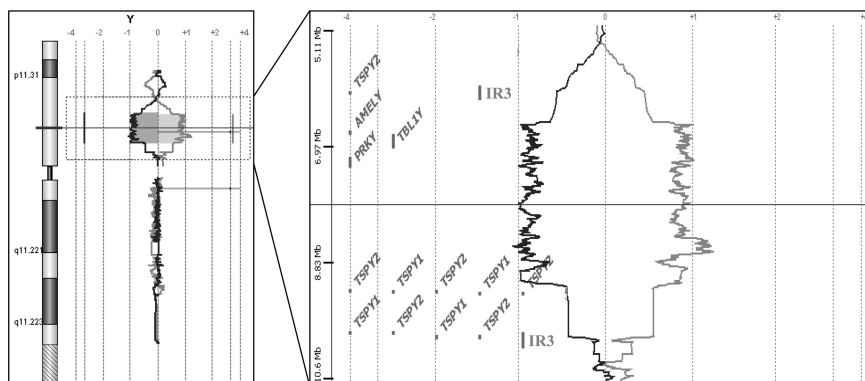 Y
-4 -2 -1 0 +1 +2 +4
p11.31
q11.221
q11.223
-4 -3 -2 -1 0 +1 +2 +3
5.11 Mb
TSPY2
IR3
AMELY
TBL1Y
PRKY
6.97 Mb
8.83 Mb
TSPY2 TSPY1 TSPY2 TSPY1 TSPY2
TSPY1 TSPY2 TSPY1 TSPY2
IR3
10.6 Mb